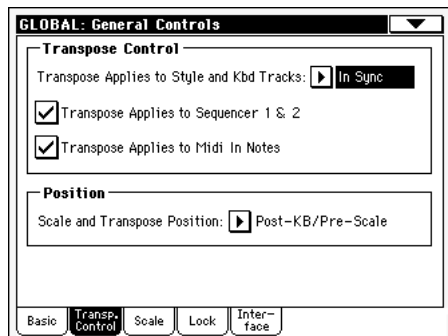 GLOBAL: General Controls
Transpose Control
Transpose Applies to Style and Kbd Tracks: In Sync
Transpose Applies to Sequencer 1 & 2
Transpose Applies to Midi In Notes
Position
Scale and Transpose Position: Post-KB/Pre-Scale
Basic
Transp.
Control
Scale
Lock
Inter-
face